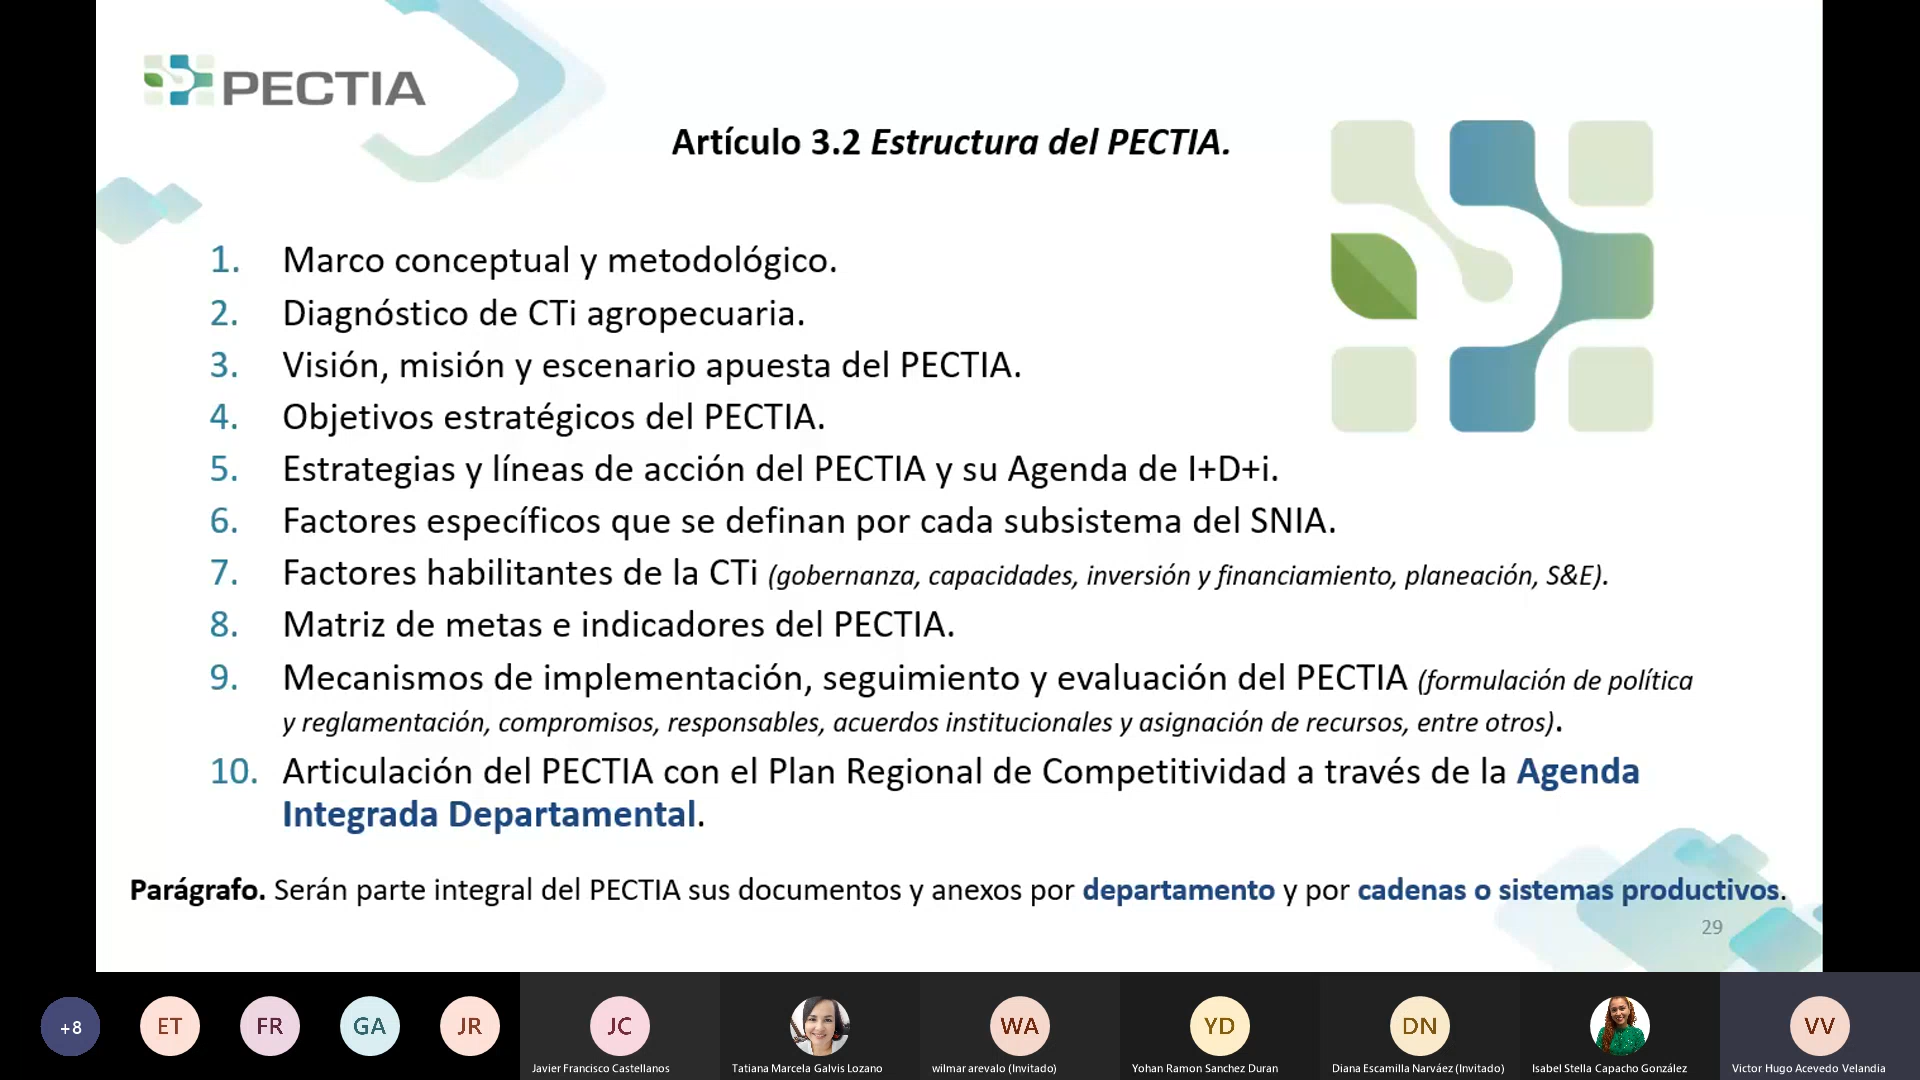 PECTIA
Artículo 3.2 Estructura del PECTIA.
1. Marco conceptual y metodológico.
2. Diagnóstico de CTi agropecuaria.
3. Visión, misión y escenario apuesta del PECTIA.
4. Objetivos estratégicos del PECTIA.
5. Estrategias y líneas de acción del PECTIA y su Agenda de I+D+i.
6. Factores específicos que se definan por cada subsistema del SNIA.
7. Factores habilitantes de la CTi (gobernanza, capacidades, inversión y financiamiento, planeación, S&E).
8. Matriz de metas e indicadores del PECTIA.
9. Mecanismos de implementación, seguimiento y evaluación del PECTIA (formulación de política
y reglamentación, compromisos, responsables, acuerdos institucionales y asignación de recursos, entre otros).
10. Articulación del PECTIA con el Plan Regional de Competitividad a través de la Agenda
Integrada Departamental.
Parágrafo. Serán parte integral del PECTIA sus documentos y anexos por departamento y por cadenas o sistemas productivos.
29
+8 ET FR GA JR JC WA YD DN VV
Javier Francisco Castellanos Tatiana Marcela Galvis Lozano wilmar arevalo (Invitado) Yohan Ramon Sanchez Duran Diana Escamilla Narváez (Invitado) Isabel Stella Capacho González Victor Hugo Acevedo Velandia